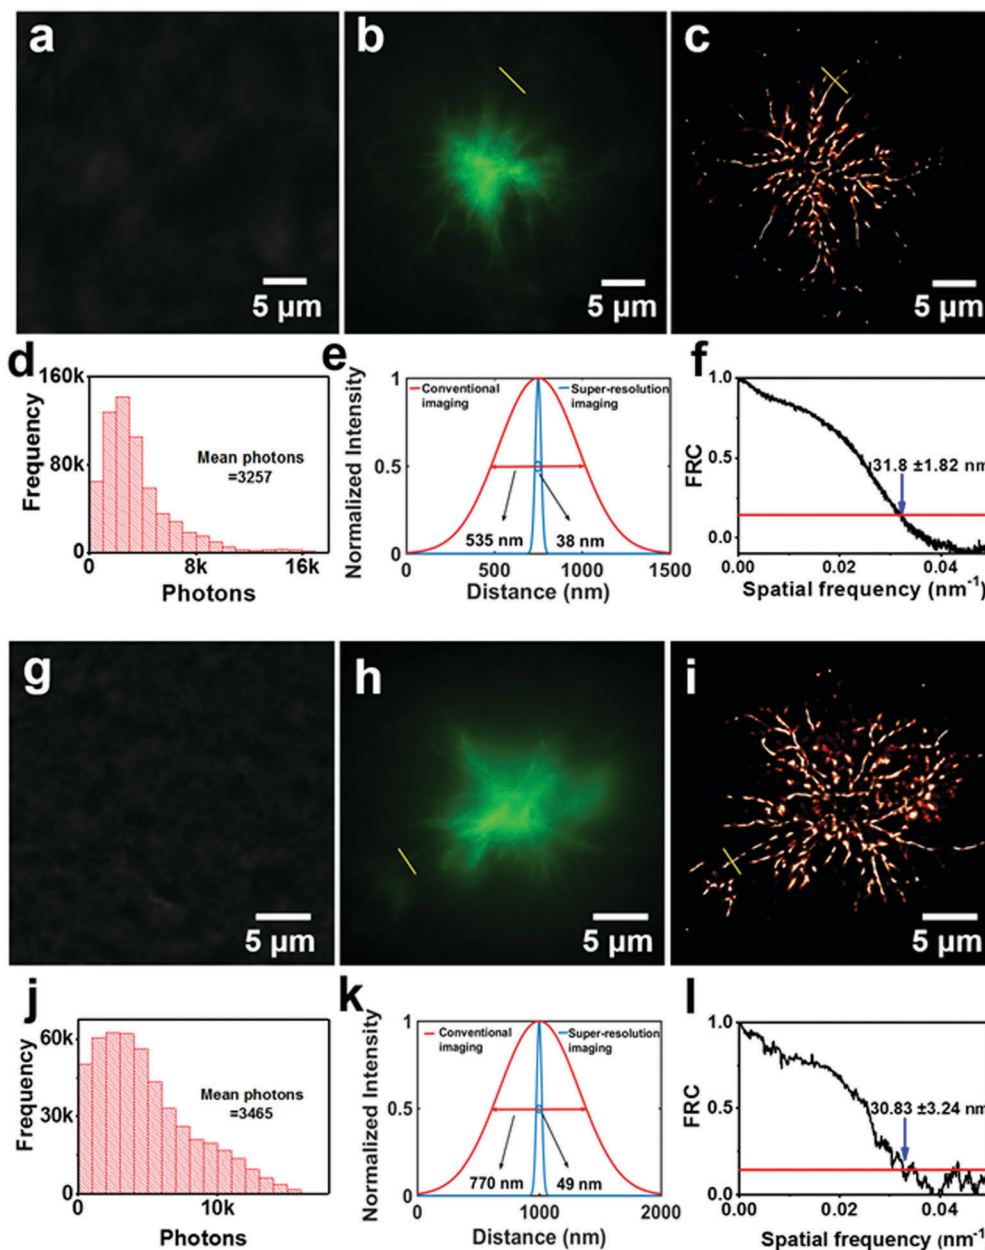 a
b
c
5 μm
5 μm
5 μm
d
160k
80k
0
Frequency
Mean photons
=3257
0
8k
16k
Photons
e
Normalized Intensity
1
0.5
0
Conventional
imaging
Super-resolution
imaging
535 nm
38 nm
0
500
1000
1500
Distance (nm)
f
FRC
1.0
0.5
0.0
31.8 ±1.82 nm
0.00
0.02
0.04
Spatial frequency (nm⁻¹)
g
h
i
5 μm
5 μm
5 μm
j
60k
30k
0
Frequency
Mean photons
=3465
10k
Photons
k
Normalized Intensity
1
0.5
0
Conventional
imaging
Super-resolution
imaging
770 nm
49 nm
0
1000
2000
Distance (nm)
l
FRC
1.0
0.5
0.0
30.83 ±3.24 nm
0.00
0.02
0.04
Spatial frequency (nm⁻¹)